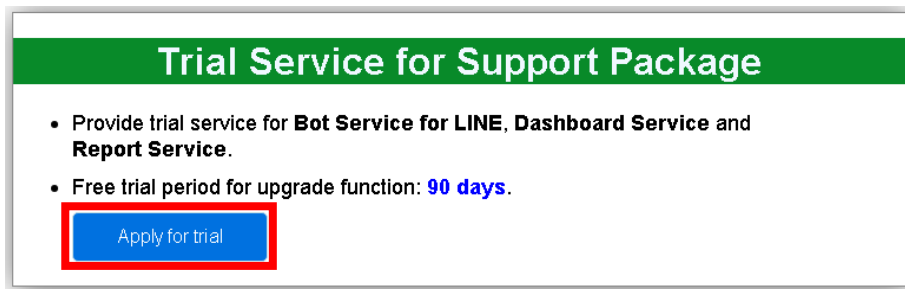 Trial Service for Support Package
• Provide trial service for Bot Service for LINE, Dashboard Service and
Report Service.
• Free trial period for upgrade function: 90 days.
Apply for trial